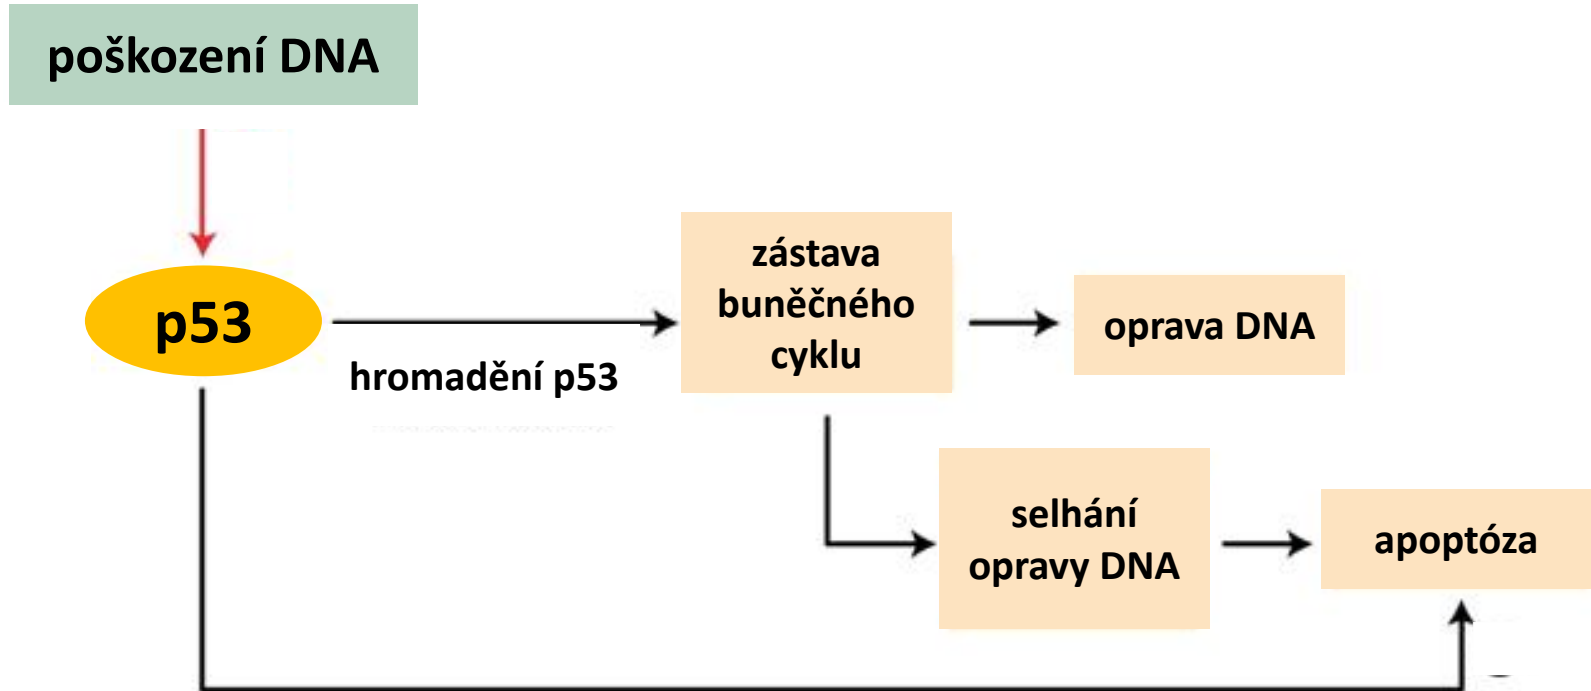 poškození DNA
p53
hromadění p53
zástava
buněčného
cyklu
oprava DNA
selhání
opravy DNA
apoptóza